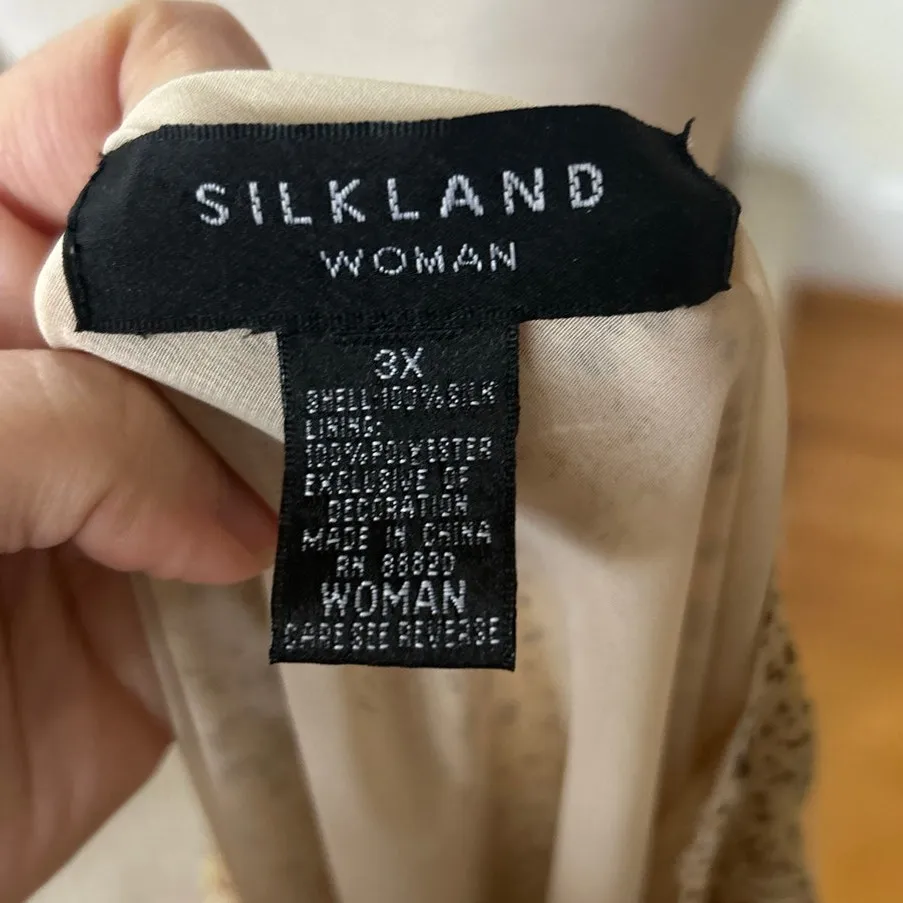 SILKLAND
WOMAN
3X
SHELL:100%SILK
LINING:
100%POLYESTER
EXCLUSIVE OF
DECORATION
MADE IN CHINA
RN 88820
WOMAN
CARE SEE REVERSE